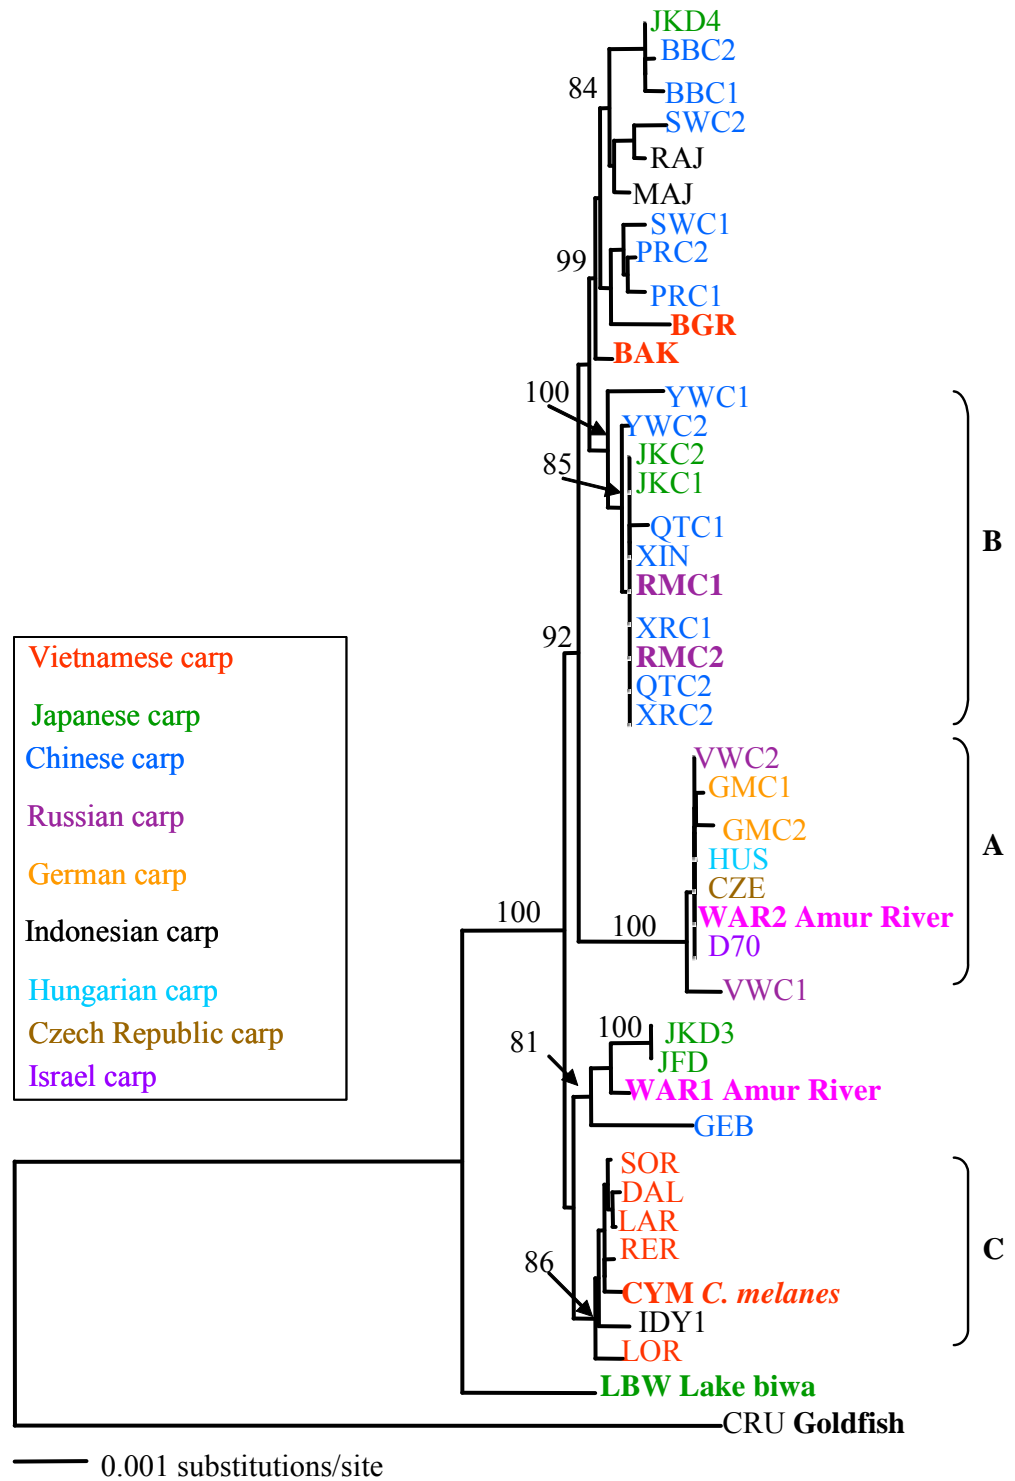 JKD4
BBC2
84
BBC1
SWC2
RAJ
MAJ
SWC1
99
PRC2
PRC1
BGR
BAK
100
YWC1
YWC2
JKC2
85
JKC1
QTC1
B
XIN
RMC1
XRC1
92
RMC2
QTC2
XRC2
Vietnamese carp
Japanese carp
Chinese carp
Russian carp
German carp
Indonesian carp
Hungarian carp
Czech Republic carp
Israel carp
VWC2
GMC1
GMC2
A
HUS
CZE
100
WAR2 Amur River
100
D70
VWC1
100
JKD3
81
JFD
WAR1 Amur River
GEB
SOR
DAL
LAR
RER
C
86
CYM C. melanes
IDY1
LOR
LBW Lake biwa
CRU Goldfish
0.001 substitutions/site